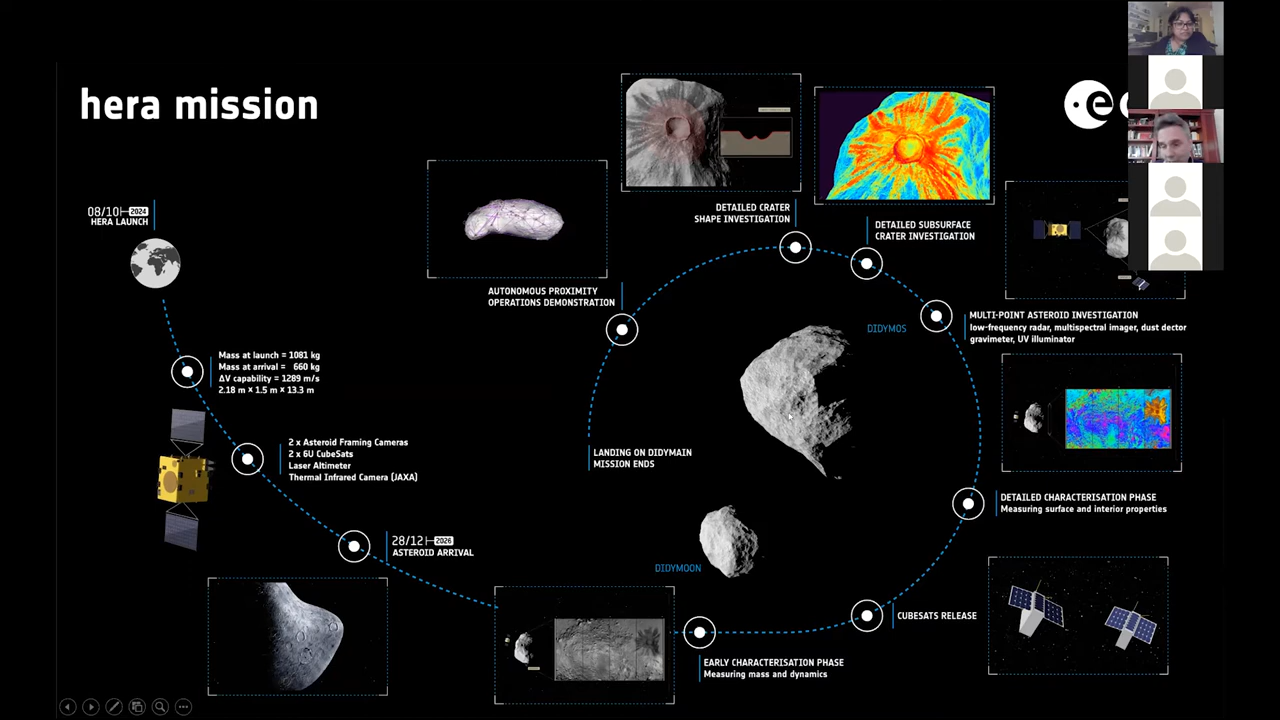 hera mission
08/10 2024
HERA LAUNCH
Mass at launch = 1081 kg
Mass at arrival = 660 kg
ΔV capability = 1289 m/s
2.18 m × 1.5 m × 13.3 m
2 x Asteroid Framing Cameras
2 x 6U CubeSats
Laser Altimeter
Thermal Infrared Camera (JAXA)
28/12 2026
ASTEROID ARRIVAL
EARLY CHARACTERISATION PHASE
Measuring mass and dynamics
CUBESATS RELEASE
DETAILED CHARACTERISATION PHASE
Measuring surface and interior properties
MULTI-POINT ASTEROID INVESTIGATION
low-frequency radar, multispectral imager, dust dector
gravimeter, UV illuminator
DETAILED SUBSURFACE
CRATER INVESTIGATION
DETAILED CRATER
SHAPE INVESTIGATION
AUTONOMOUS PROXIMITY
OPERATIONS DEMONSTRATION
LANDING ON DIDYMAIN
MISSION ENDS
DIDYMOS
DIDYMOON
e